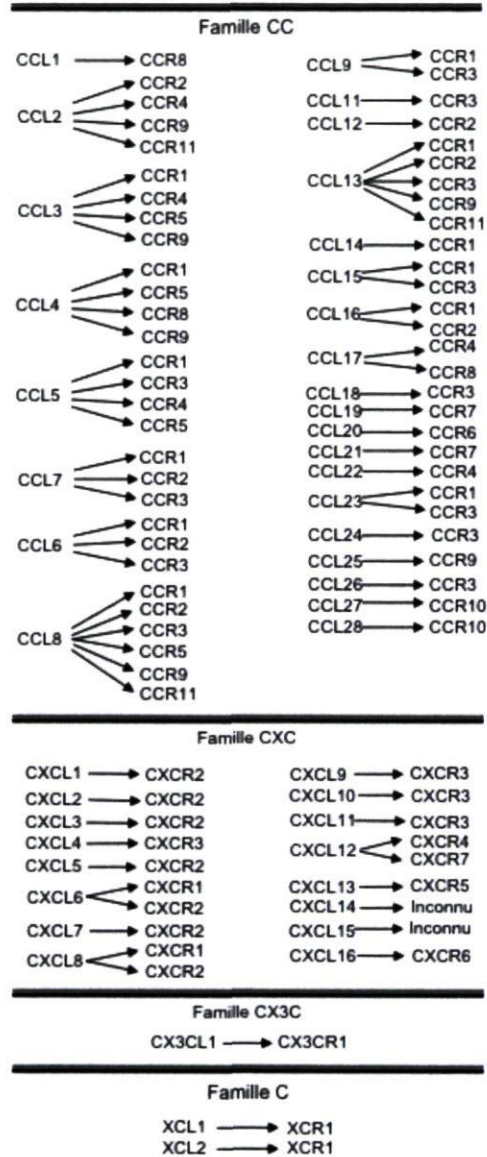 Famille CC
CCL1 → CCR8
CCL2 → CCR2
CCR4
CCR9
CCR11
CCL3 → CCR1
CCR4
CCR5
CCR9
CCL4 → CCR1
CCR5
CCR8
CCR9
CCL5 → CCR1
CCR3
CCR4
CCR5
CCL7 → CCR1
CCR2
CCR3
CCL6 → CCR1
CCR2
CCR3
CCL8 → CCR1
CCR2
CCR3
CCR5
CCR9
CCR11
CCL9 → CCR1
CCR3
CCL11 → CCR3
CCL12 → CCR2
CCL13 → CCR1
CCR2
CCR3
CCR9
CCR11
CCL14 → CCR1
CCL15 → CCR1
CCR3
CCL16 → CCR1
CCR2
CCL17 → CCR4
CCR8
CCL18 → CCR3
CCL19 → CCR7
CCL20 → CCR6
CCL21 → CCR7
CCL22 → CCR4
CCL23 → CCR1
CCR3
CCL24 → CCR3
CCL25 → CCR9
CCL26 → CCR3
CCL27 → CCR10
CCL28 → CCR10
Famille CXC
CXCL1 → CXCR2
CXCL2 → CXCR2
CXCL3 → CXCR2
CXCL4 → CXCR3
CXCL5 → CXCR2
CXCL6 → CXCR1
CXCR2
CXCL7 → CXCR2
CXCL8 → CXCR1
CXCR2
CXCL9 → CXCR3
CXCL10 → CXCR3
CXCL11 → CXCR3
CXCL12 → CXCR4
CXCR7
CXCL13 → CXCR5
CXCL14 → Inconnu
CXCL15 → Inconnu
CXCL16 → CXCR6
Famille CX3C
CX3CL1 → CX3CR1
Famille C
XCL1 → XCR1
XCL2 → XCR1